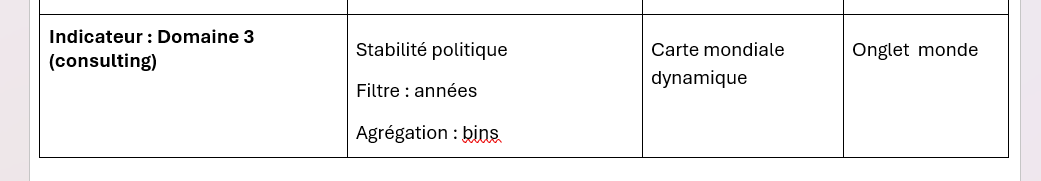 Indicateur : Domaine 3
(consulting)
Stabilité politique
Filtre : années
Agrégation : bins
Carte mondiale
dynamique
Onglet  monde